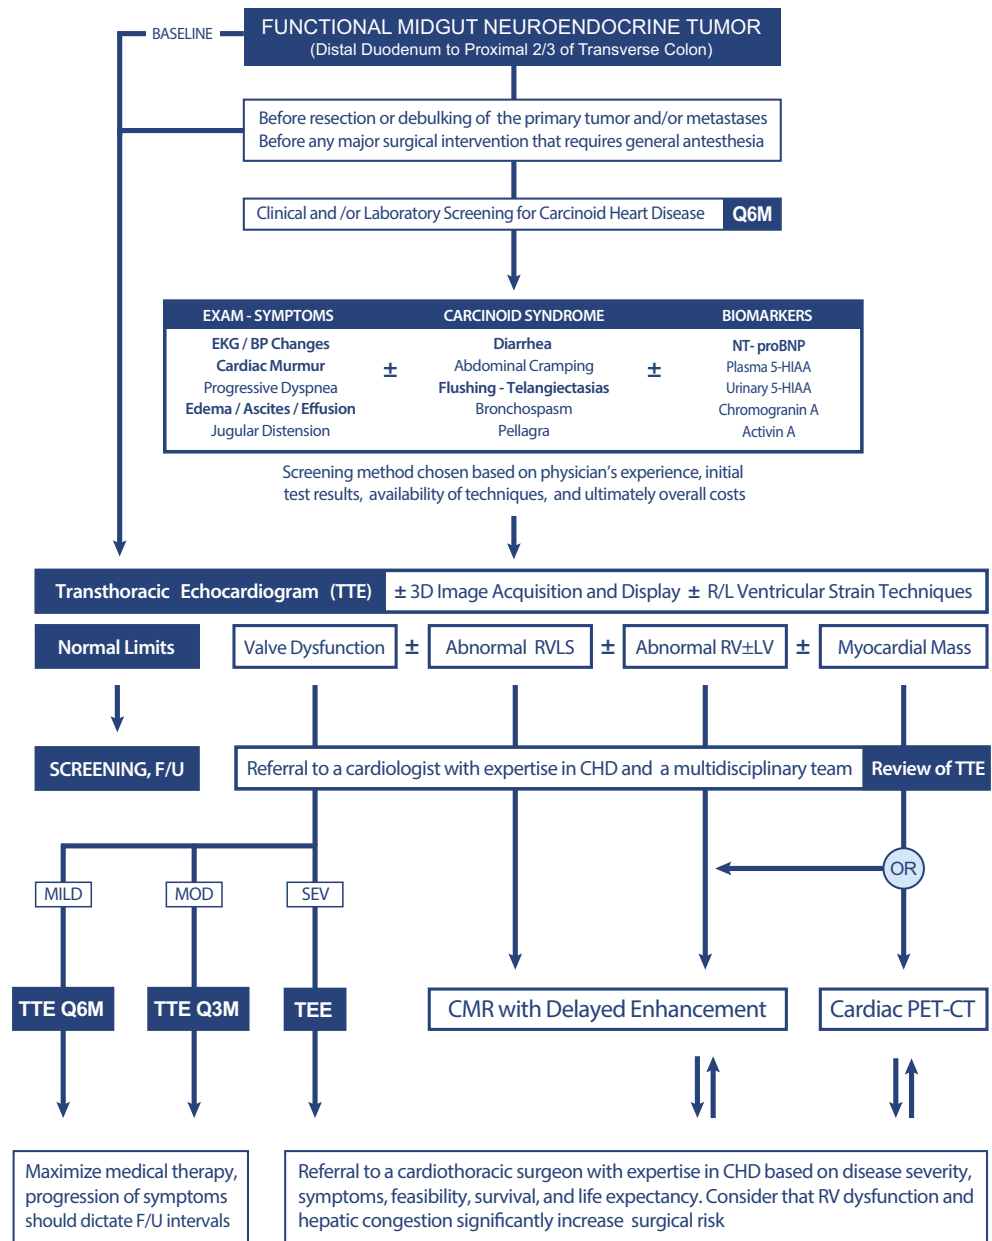 BASELINE
FUNCTIONAL MIDGUT NEUROENDOCRINE TUMOR
(Distal Duodenum to Proximal 2/3 of Transverse Colon)
Before resection or debulking of the primary tumor and/or metastases
Before any major surgical intervention that requires general antesthesia
Clinical and /or Laboratory Screening for Carcinoid Heart Disease Q6M
EXAM - SYMPTOMS CARCINOID SYNDROME BIOMARKERS
EKG / BP Changes Diarrhea NT- proBNP
Cardiac Murmur ± Abdominal Cramping ± Plasma 5-HIAA
Progressive Dyspnea Flushing - Telangiectasias Urinary 5-HIAA
Edema / Ascites / Effusion Bronchospasm Chromogranin A
Jugular Distension Pellagra Activin A
Screening method chosen based on physician's experience, initial
test results, availability of techniques, and ultimately overall costs
Transthoracic Echocardiogram (TTE) ± 3D Image Acquisition and Display ± R/L Ventricular Strain Techniques
Normal Limits Valve Dysfunction ± Abnormal RVLS ± Abnormal RV±LV ± Myocardial Mass
SCREENING, F/U Referral to a cardiologist with expertise in CHD and a multidisciplinary team Review of TTE
OR
MILD MOD SEV
TTE Q6M TTE Q3M TEE CMR with Delayed Enhancement Cardiac PET-CT
Maximize medical therapy,
progression of symptoms
should dictate F/U intervals
Referral to a cardiothoracic surgeon with expertise in CHD based on disease severity,
symptoms, feasibility, survival, and life expectancy. Consider that RV dysfunction and
hepatic congestion significantly increase surgical risk